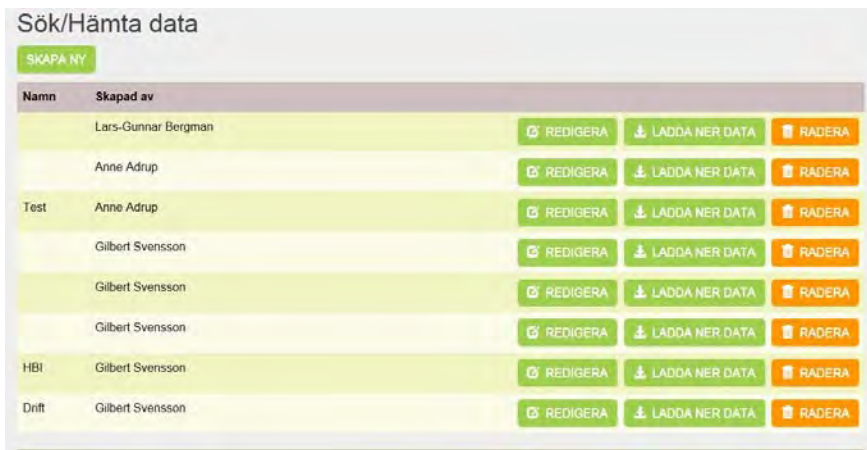 Sök/Hämta data
SKAPA NY
Namn Skapad av
Lars-Gunnar Bergman REDIGERA LADDA NER DATA RADERA
Anne Adrup REDIGERA LADDA NER DATA RADERA
Test Anne Adrup REDIGERA LADDA NER DATA RADERA
Gilbert Svensson REDIGERA LADDA NER DATA RADERA
Gilbert Svensson REDIGERA LADDA NER DATA RADERA
Gilbert Svensson REDIGERA LADDA NER DATA RADERA
HBI Gilbert Svensson REDIGERA LADDA NER DATA RADERA
Drift Gilbert Svensson REDIGERA LADDA NER DATA RADERA